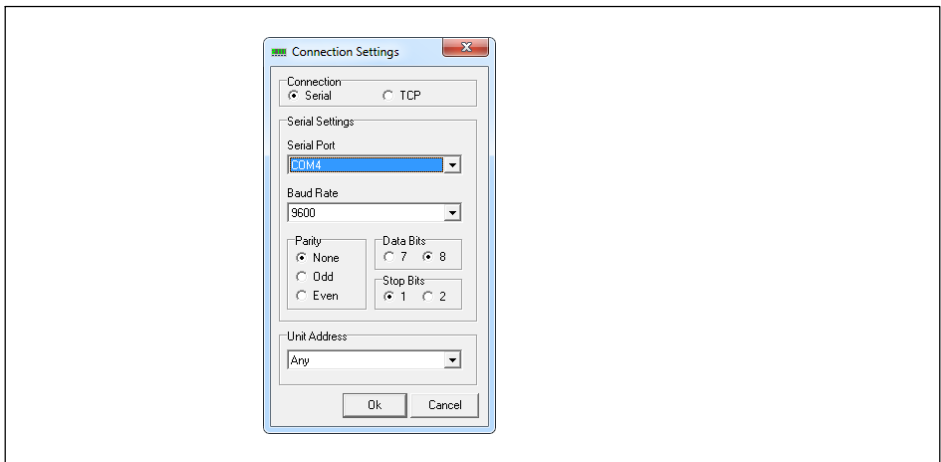 Connection Settings
Connection
Serial TCP
Serial Settings
Serial Port
COM4
Baud Rate
9600
Parity Data Bits
None 7 8
Odd
Stop Bits
Even 1 2
Unit Address
Any
Ok Cancel